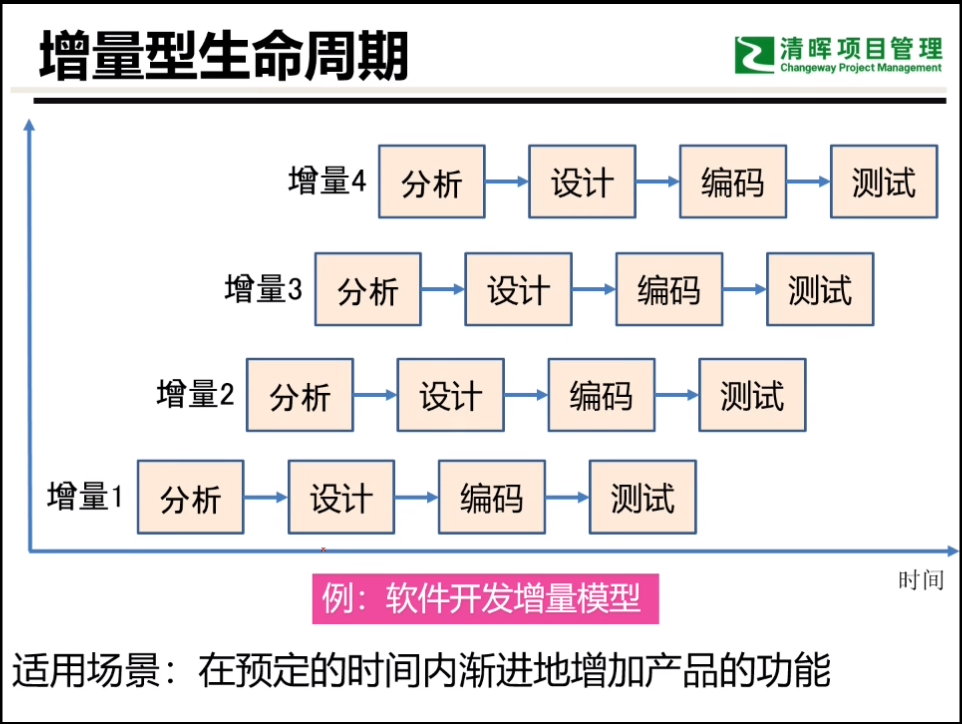 增量型生命周期
清晖项目管理
Changeway Project Management
增量4 分析 设计 编码 测试
增量3 分析 设计 编码 测试
增量2 分析 设计 编码 测试
增量1 分析 设计 编码 测试
时间
例：软件开发增量模型
适用场景：在预定的时间内渐进地增加产品的功能